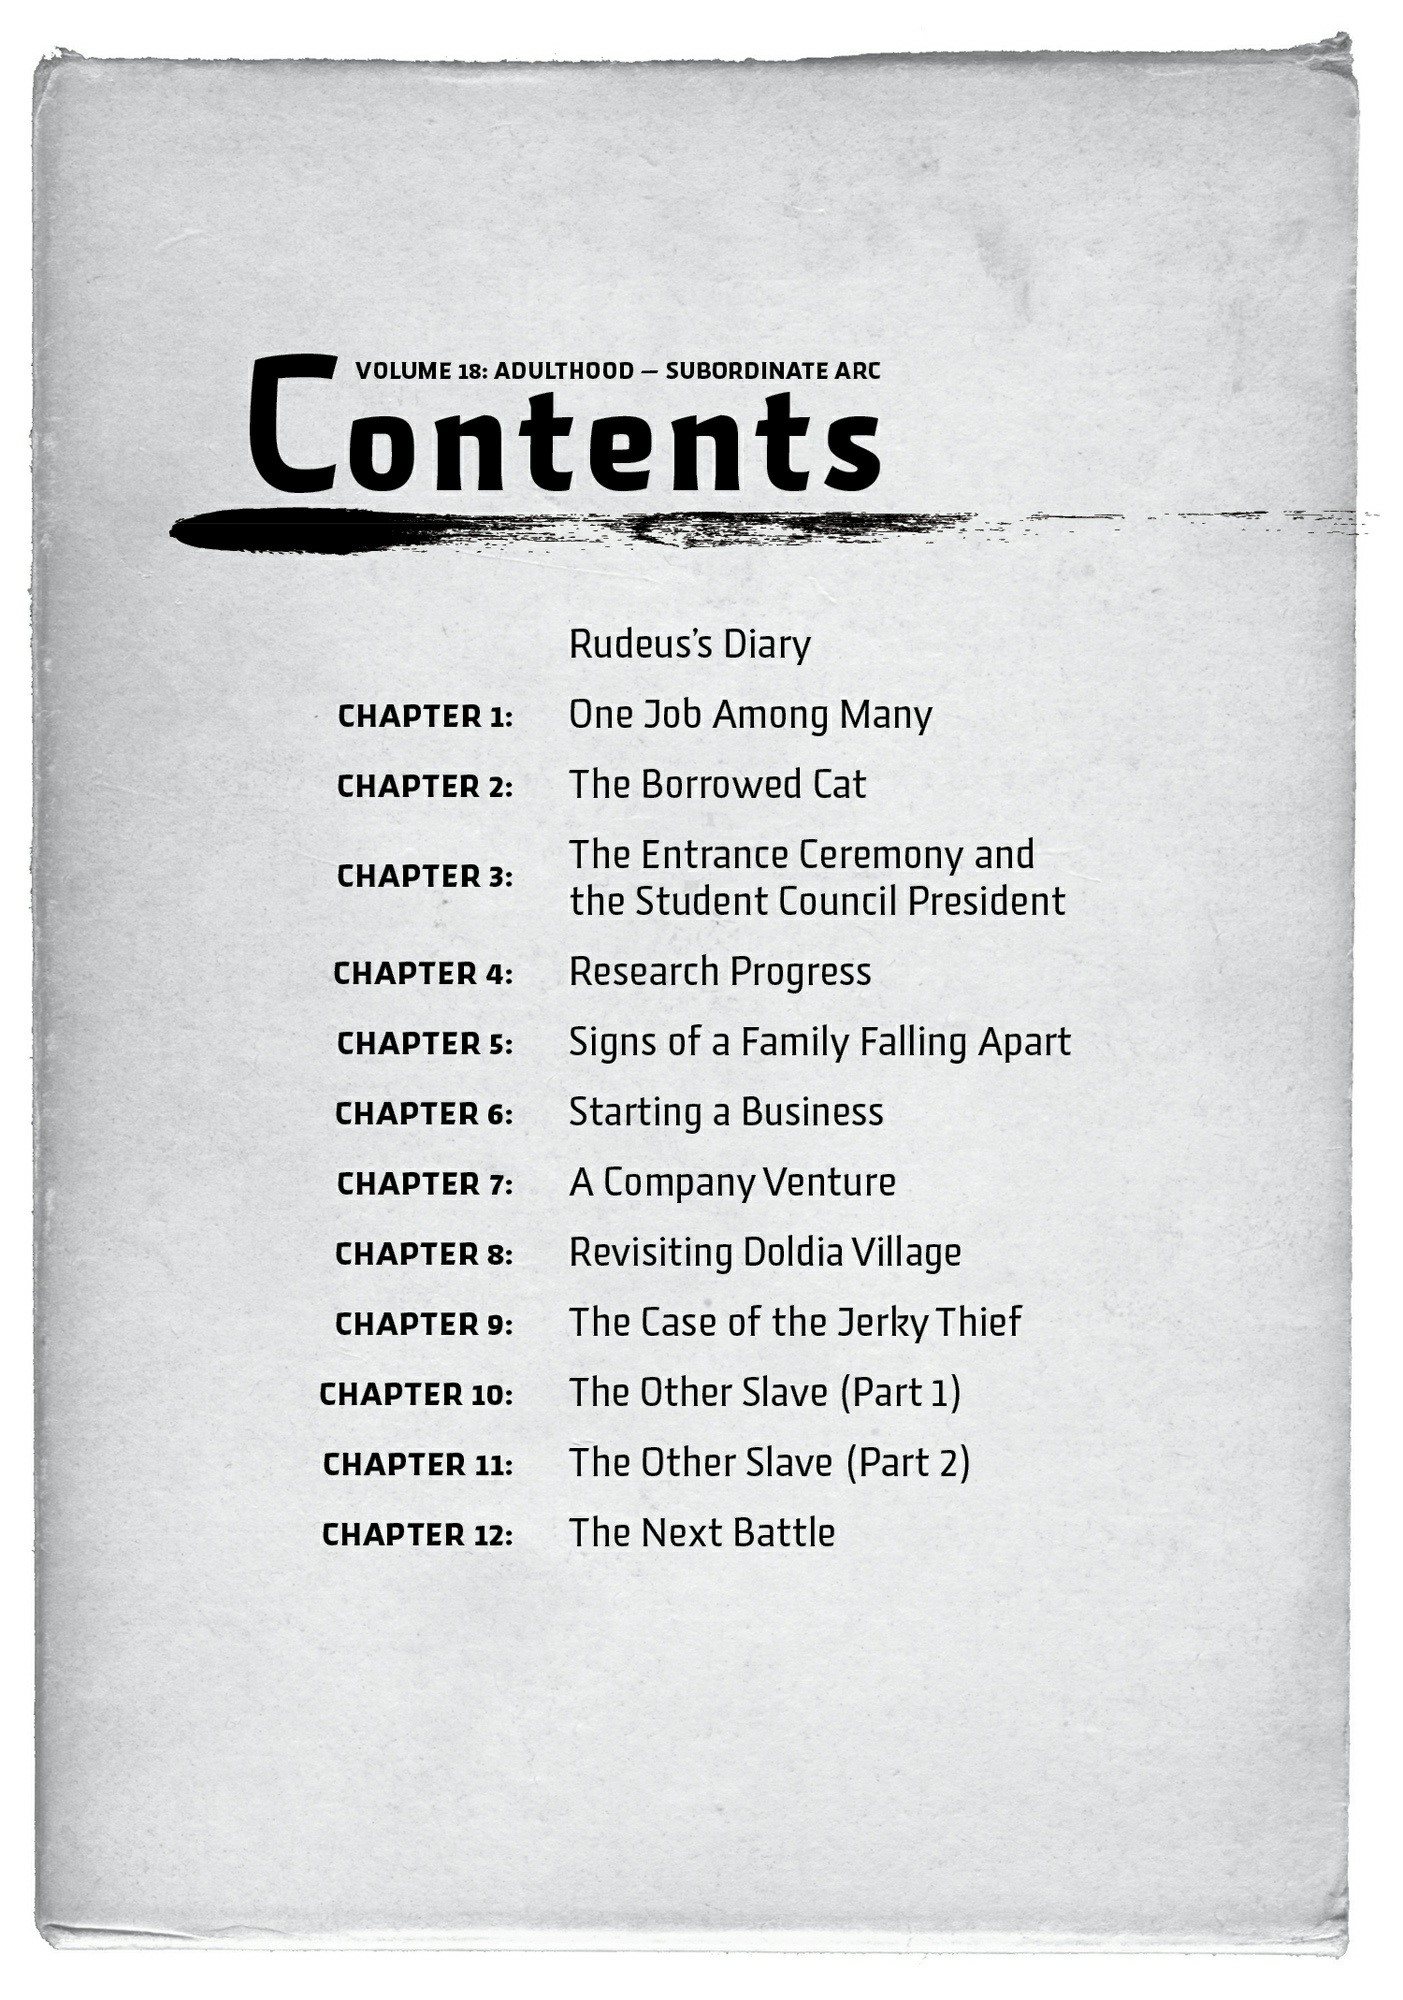 VOLUME 18: ADULTHOOD — SUBORDINATE ARC
Contents
Rudeus’s Diary
CHAPTER 1: One Job Among Many
CHAPTER 2: The Borrowed Cat
CHAPTER 3: The Entrance Ceremony and
the Student Council President
CHAPTER 4: Research Progress
CHAPTER 5: Signs of a Family Falling Apart
CHAPTER 6: Starting a Business
CHAPTER 7: A Company Venture
CHAPTER 8: Revisiting Doldia Village
CHAPTER 9: The Case of the Jerky Thief
CHAPTER 10: The Other Slave (Part 1)
CHAPTER 11: The Other Slave (Part 2)
CHAPTER 12: The Next Battle